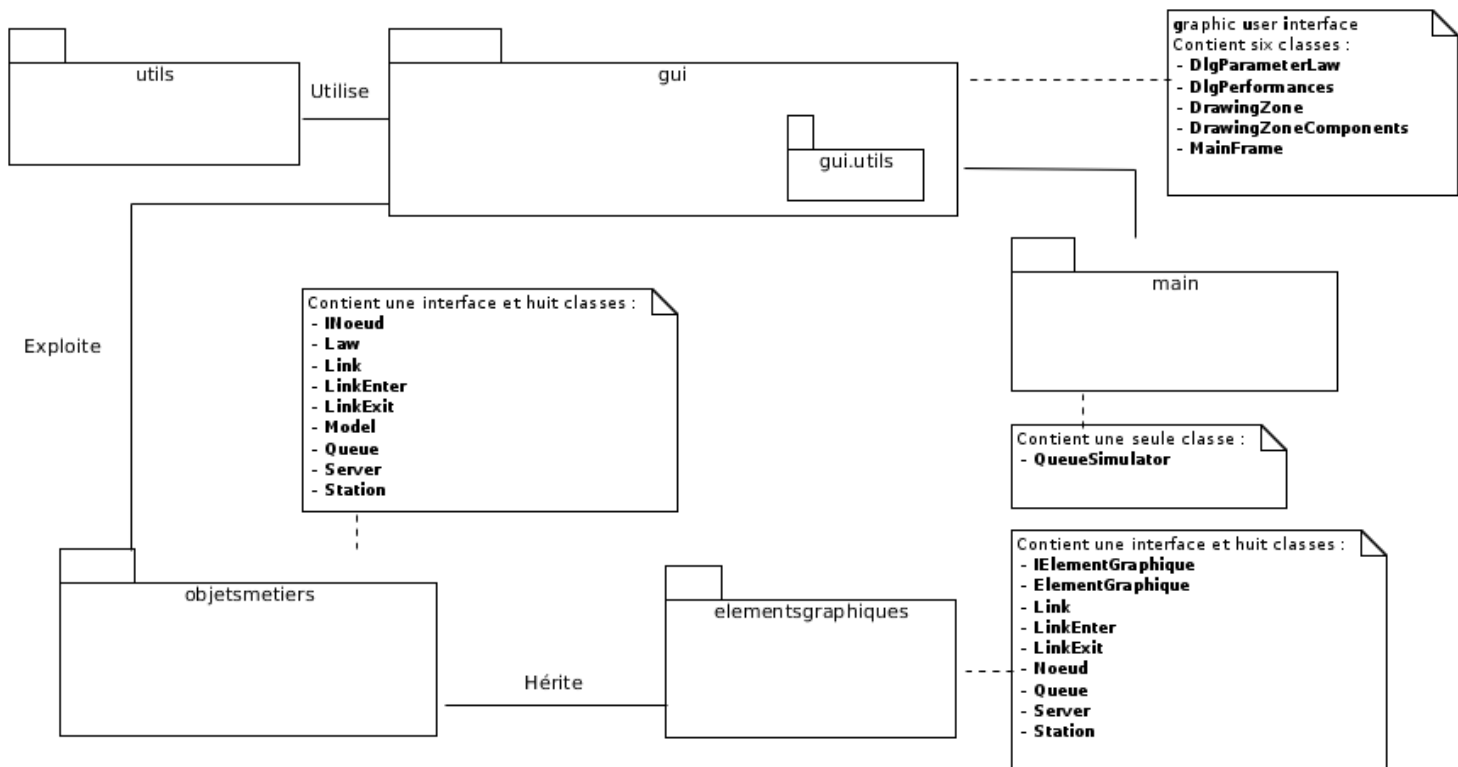 utils
Utilise
gui
gui.utils
graphic user interface
Contient six classes :
- DlgParameterLaw
- DlgPerformances
- DrawingZone
- DrawingZoneComponents
- MainFrame
main
Contient une seule classe :
- QueueSimulator
Exploite
Contient une interface et huit classes :
- INoeud
- Law
- Link
- LinkEnter
- LinkExit
- Model
- Queue
- Server
- Station
objetsmetiers
Hérite
elementsgraphiques
Contient une interface et huit classes :
- IElementGraphique
- ElementGraphique
- Link
- LinkEnter
- LinkExit
- Noeud
- Queue
- Server
- Station